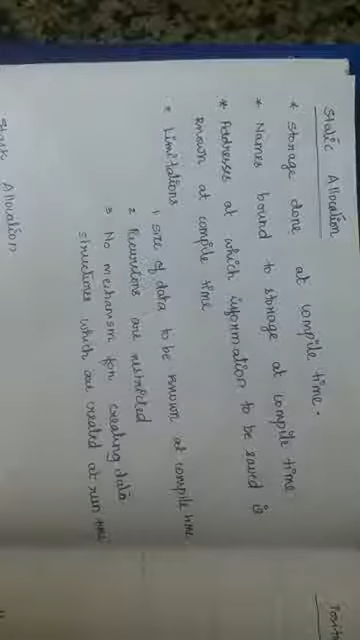 Static Allocation
* Storage done at compile time.
* Names bound to storage at compile time
* Addresses at which information to be saved is
known at compile time
* Limitations
1 size of data to be known at compile time
2 Recursions are restricted
3 No mechanism for creating data
structures which are created at run time
Stack Allocation